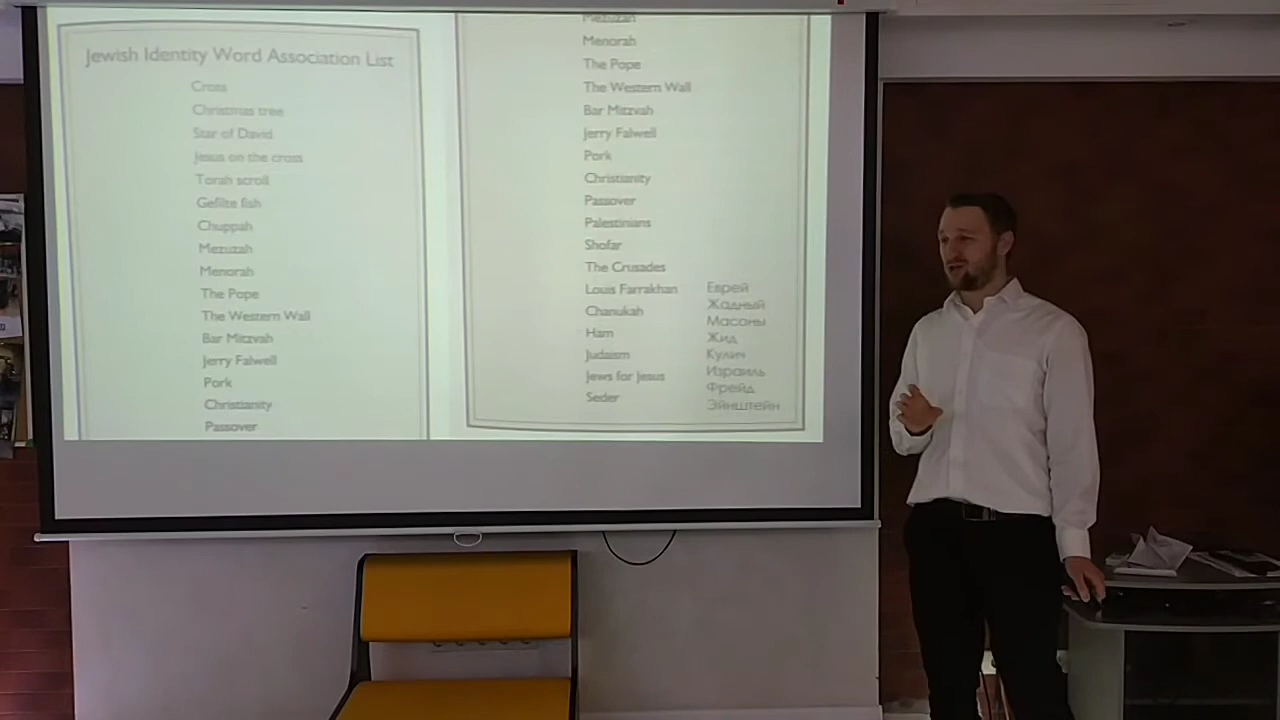 Jewish Identity Word Association List
Cross
Christmas tree
Star of David
Jesus on the cross
Torah scroll
Gefilte fish
Chuppah
Mezuzah
Menorah
The Pope
The Western Wall
Bar Mitzvah
Jerry Falwell
Pork
Christianity
Passover
Mezuzah
Menorah
The Pope
The Western Wall
Bar Mitzvah
Jerry Falwell
Pork
Christianity
Passover
Palestinians
Shofar
The Crusades
Louis Farrakhan
Chanukah
Ham
Judaism
Jews for Jesus
Seder
Еврей
Жадный
Масоны
Жид
Кулич
Израиль
Фрейд
Эйнштейн